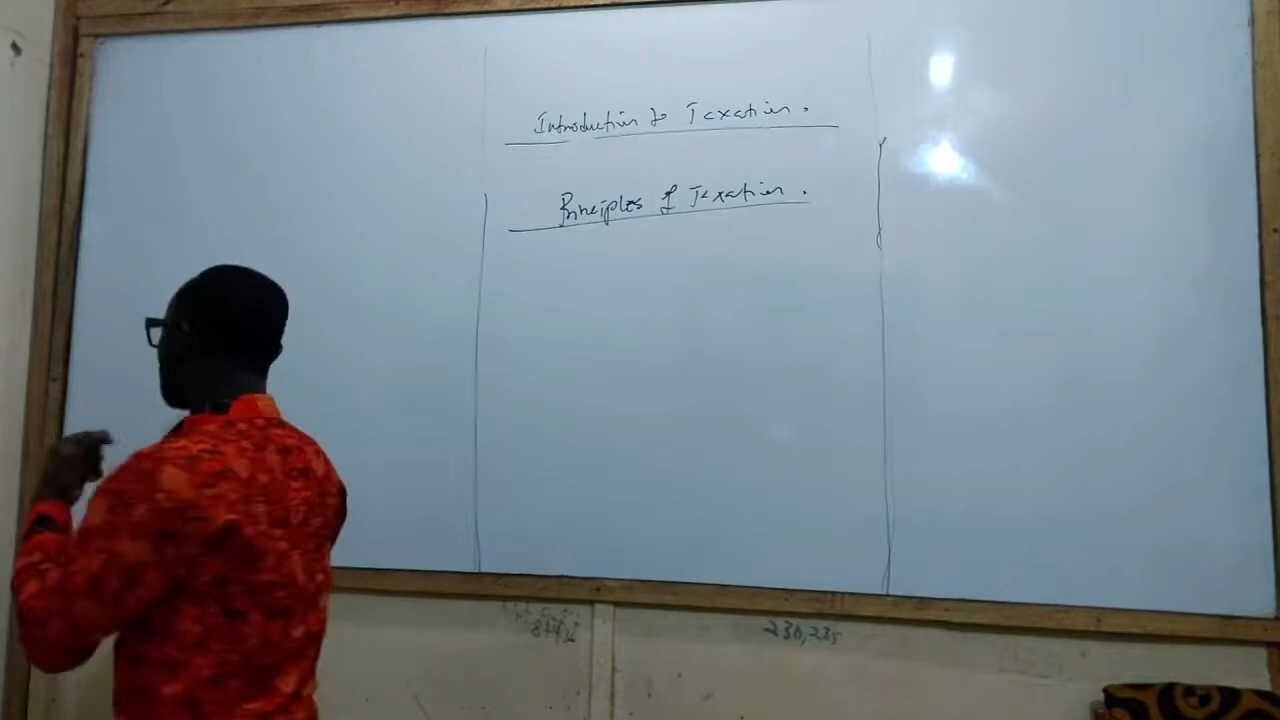 Introduction to Taxation.
Principles of Taxation.
230,235